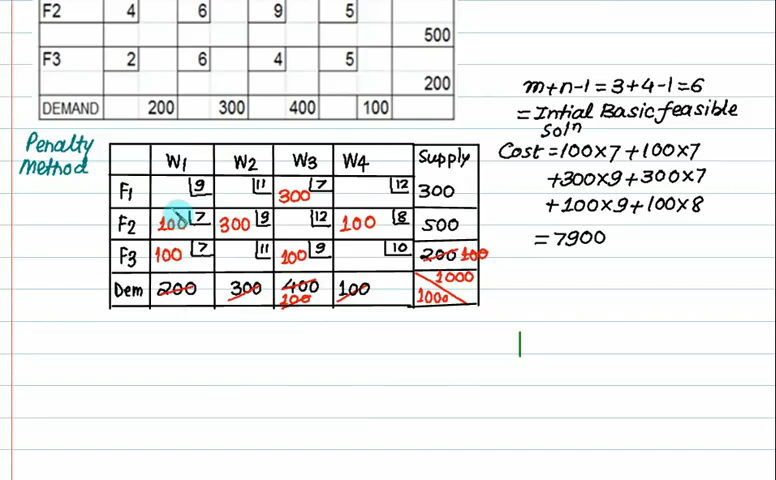 F2 4 6 9 5 500
F3 2 6 4 5 200
DEMAND 200 300 400 100
Penalty
Method
W1 W2 W3 W4 Supply
F1 9 11 300 7 12 300
F2 100 7 300 9 12 100 8 500
F3 100 7 11 100 9 10 200 100
Dem 200 300 400 100 100 1000 1000
m+n-1=3+4-1=6
=Intial Basic feasible
Soln
Cost=100×7+100×7
+300×9+300×7
+100×9+100×8
=7900